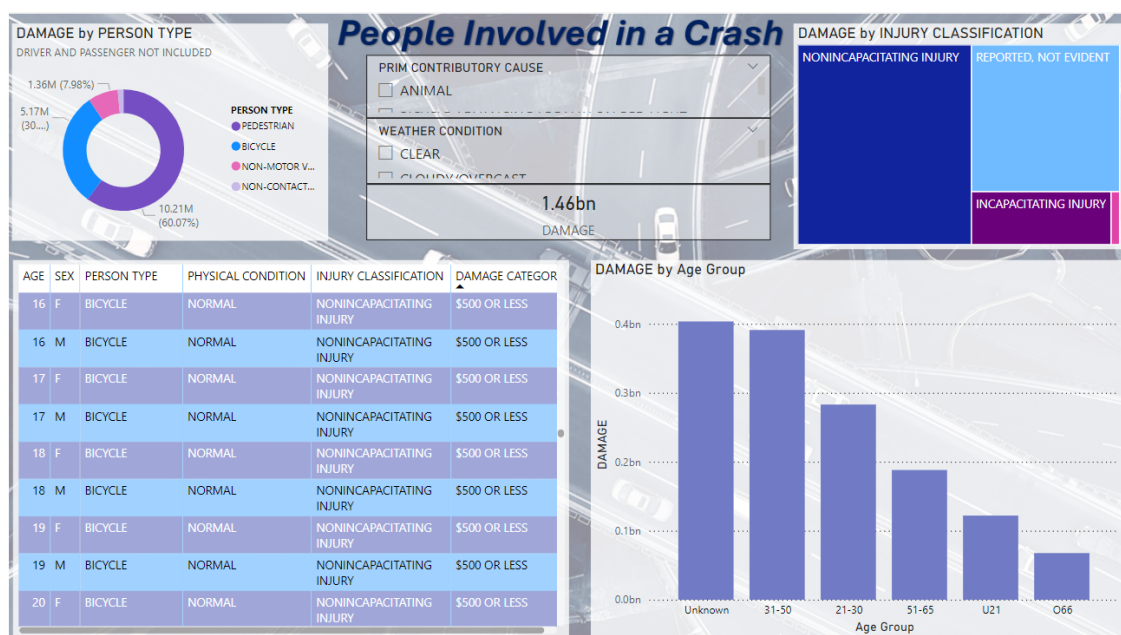 People Involved in a Crash
DAMAGE by PERSON TYPE
DRIVER AND PASSENGER NOT INCLUDED
1.36M (7.98%)
5.17M
(30....)
10.21M
(60.07%)
PERSON TYPE
PEDESTRIAN
BICYCLE
NON-MOTOR V...
NON-CONTACT...
PRIM CONTRIBUTORY CAUSE
ANIMAL
WEATHER CONDITION
CLEAR
CLOUDY/OVERCAST
1.46bn
DAMAGE
DAMAGE by INJURY CLASSIFICATION
NONINCAPACITATING INJURY
REPORTED, NOT EVIDENT
INCAPACITATING INJURY
AGE SEX PERSON TYPE PHYSICAL CONDITION INJURY CLASSIFICATION DAMAGE CATEGOR
16 F BICYCLE NORMAL NONINCAPACITATING $500 OR LESS
INJURY
16 M BICYCLE NORMAL NONINCAPACITATING $500 OR LESS
INJURY
17 F BICYCLE NORMAL NONINCAPACITATING $500 OR LESS
INJURY
17 M BICYCLE NORMAL NONINCAPACITATING $500 OR LESS
INJURY
18 F BICYCLE NORMAL NONINCAPACITATING $500 OR LESS
INJURY
18 M BICYCLE NORMAL NONINCAPACITATING $500 OR LESS
INJURY
19 F BICYCLE NORMAL NONINCAPACITATING $500 OR LESS
INJURY
19 M BICYCLE NORMAL NONINCAPACITATING $500 OR LESS
INJURY
20 F BICYCLE NORMAL NONINCAPACITATING $500 OR LESS
INJURY
DAMAGE by Age Group
DAMAGE
0.4bn
0.3bn
0.2bn
0.1bn
0.0bn
Unknown 31-50 21-30 51-65 U21 O66
Age Group